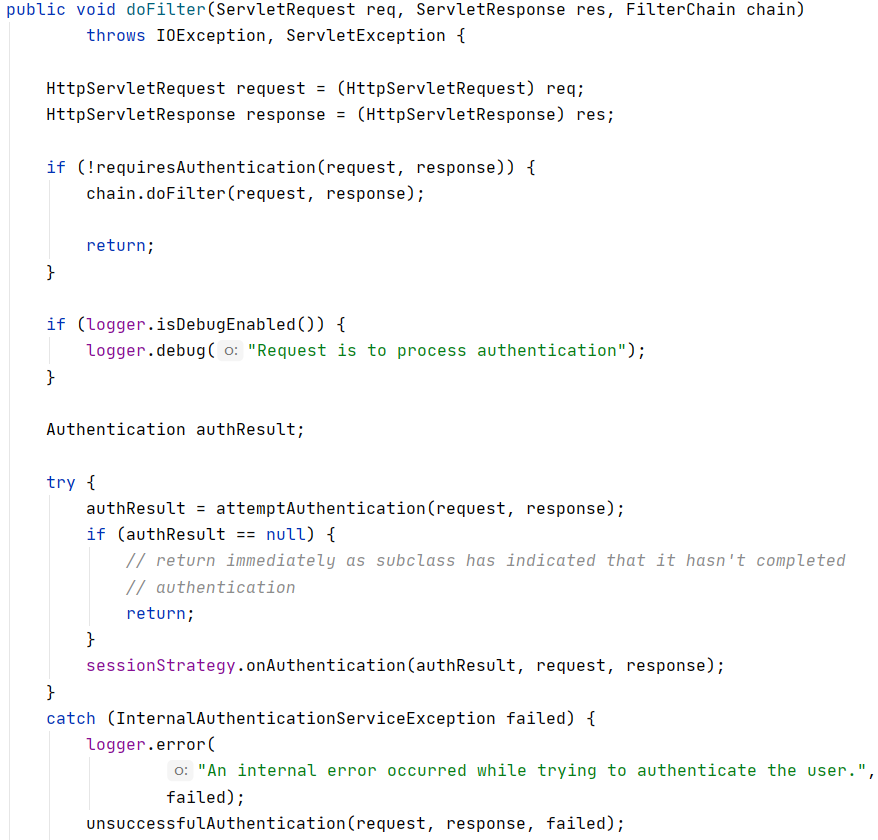 public void doFilter(ServletRequest req, ServletResponse res, FilterChain chain)
        throws IOException, ServletException {

    HttpServletRequest request = (HttpServletRequest) req;
    HttpServletResponse response = (HttpServletResponse) res;

    if (!requiresAuthentication(request, response)) {
        chain.doFilter(request, response);

        return;
    }

    if (logger.isDebugEnabled()) {
        logger.debug( o: "Request is to process authentication");
    }

    Authentication authResult;

    try {
        authResult = attemptAuthentication(request, response);
        if (authResult == null) {
            // return immediately as subclass has indicated that it hasn't completed
            // authentication
            return;
        }
        sessionStrategy.onAuthentication(authResult, request, response);
    }
    catch (InternalAuthenticationServiceException failed) {
        logger.error(
                o: "An internal error occurred while trying to authenticate the user.",
                failed);
        unsuccessfulAuthentication(request, response, failed);